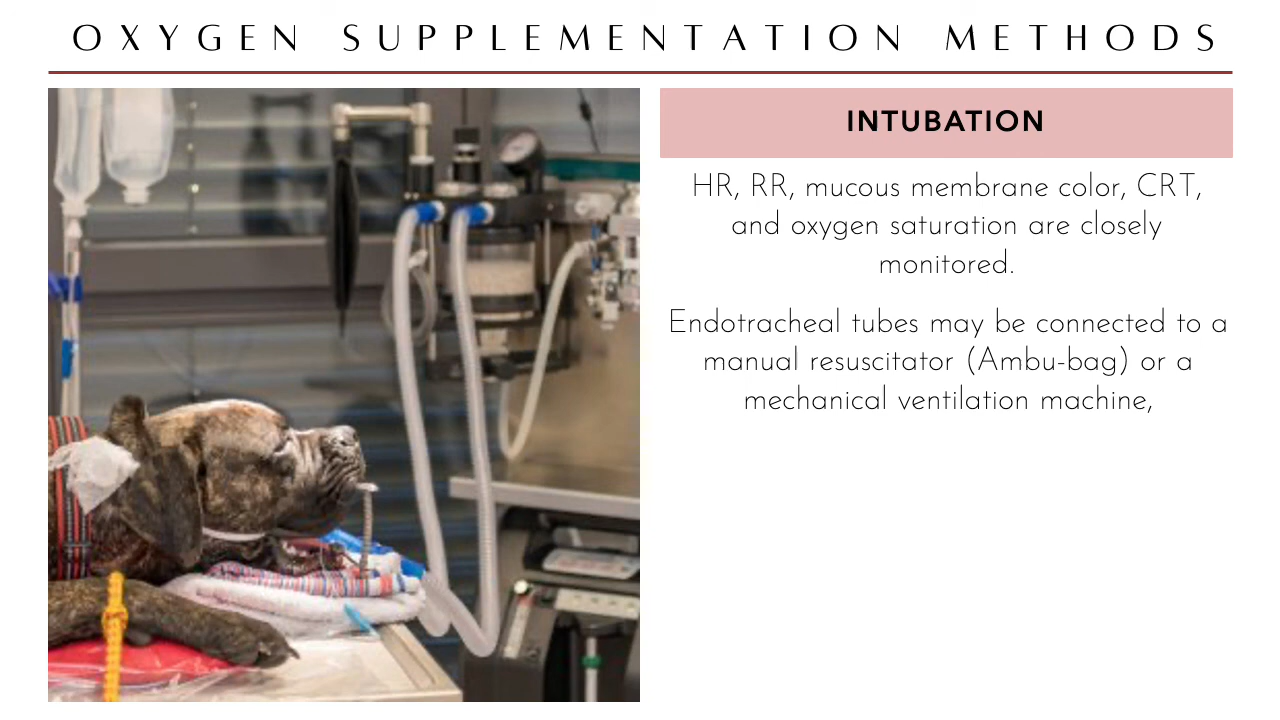 OXYGEN SUPPLEMENTATION METHODS
INTUBATION
HR, RR, mucous membrane color, CRT,
and oxygen saturation are closely
monitored.
Endotracheal tubes may be connected to a
manual resuscitator (Ambu-bag) or a
mechanical ventilation machine,